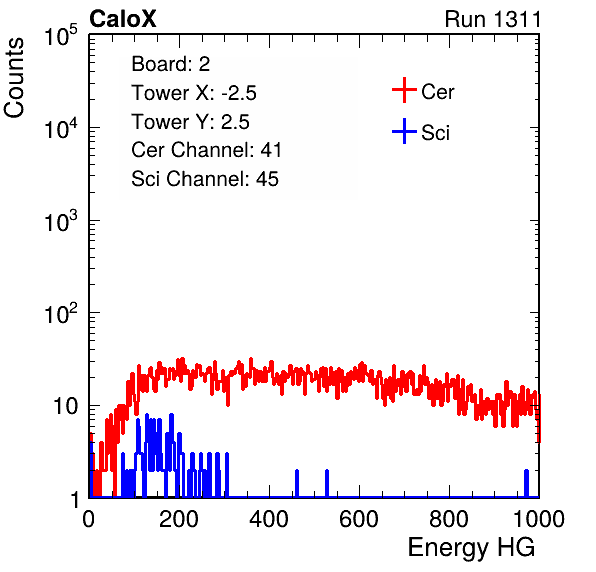 CaloX Run 1311
Counts
Board: 2
Tower X: -2.5
Tower Y: 2.5
Cer Channel: 41
Sci Channel: 45
Cer
Sci
10^5
10^4
10^3
10^2
10
1
0 200 400 600 800 1000
Energy HG